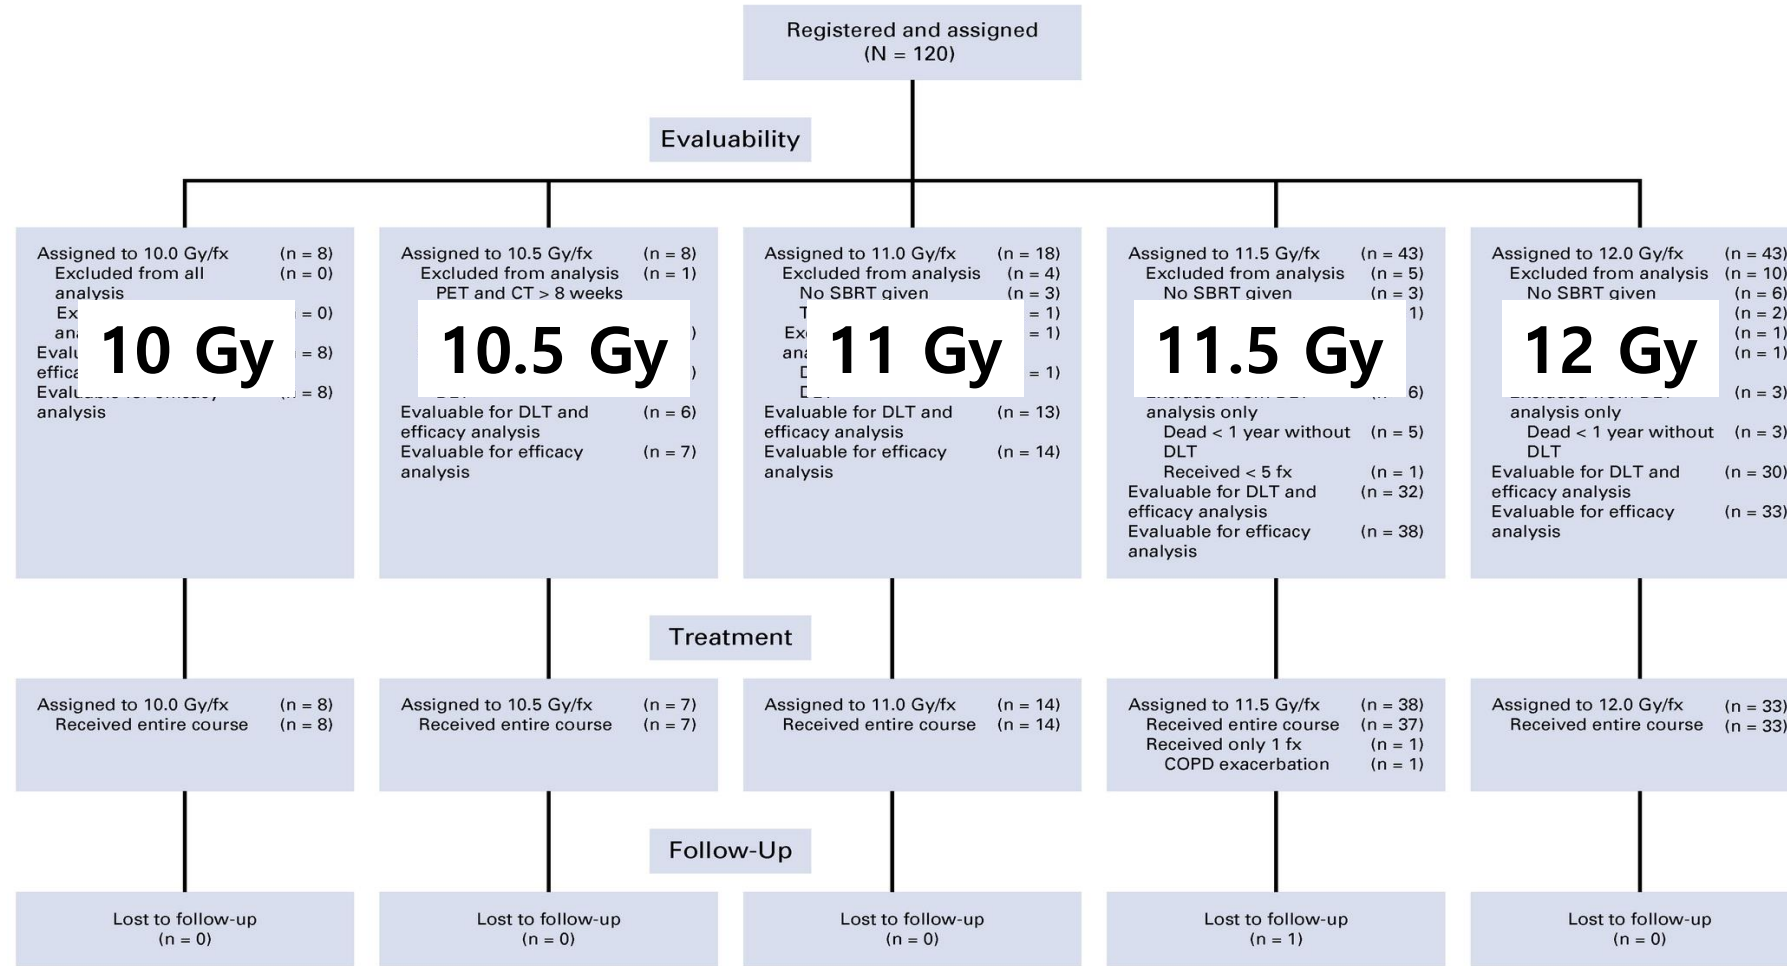 Registered and assigned
(N = 120)
Evaluability
Assigned to 10.0 Gy/fx (n = 8)
Excluded from all (n = 0)
analysis
= 0)
= 8)
= 8)
analysis
10 Gy
Assigned to 10.5 Gy/fx (n = 8)
Excluded from analysis (n = 1)
PET and CT > 8 weeks
10.5 Gy
Evaluable for DLT and (n = 6)
efficacy analysis
Evaluable for efficacy (n = 7)
analysis
Assigned to 11.0 Gy/fx (n = 18)
Excluded from analysis (n = 4)
No SBRT given (n = 3)
= 1)
= 1)
= 1)
11 Gy
Evaluable for DLT and (n = 13)
efficacy analysis
Evaluable for efficacy (n = 14)
analysis
Assigned to 11.5 Gy/fx (n = 43)
Excluded from analysis (n = 5)
No SBRT given (n = 3)
1)
11.5 Gy
6)
analysis only
Dead < 1 year without (n = 5)
DLT
Received < 5 fx (n = 1)
Evaluable for DLT and (n = 32)
efficacy analysis
Evaluable for efficacy (n = 38)
analysis
Assigned to 12.0 Gy/fx (n = 43)
Excluded from analysis (n = 10)
No SBRT given (n = 6)
(n = 2)
(n = 1)
(n = 1)
12 Gy
(n = 3)
analysis only
Dead < 1 year without (n = 3)
DLT
Evaluable for DLT and (n = 30)
efficacy analysis
Evaluable for efficacy (n = 33)
analysis
Treatment
Assigned to 10.0 Gy/fx (n = 8)
Received entire course (n = 8)
Assigned to 10.5 Gy/fx (n = 7)
Received entire course (n = 7)
Assigned to 11.0 Gy/fx (n = 14)
Received entire course (n = 14)
Assigned to 11.5 Gy/fx (n = 38)
Received entire course (n = 37)
Received only 1 fx (n = 1)
COPD exacerbation (n = 1)
Assigned to 12.0 Gy/fx (n = 33)
Received entire course (n = 33)
Follow-Up
Lost to follow-up
(n = 0)
Lost to follow-up
(n = 0)
Lost to follow-up
(n = 0)
Lost to follow-up
(n = 1)
Lost to follow-up
(n = 0)